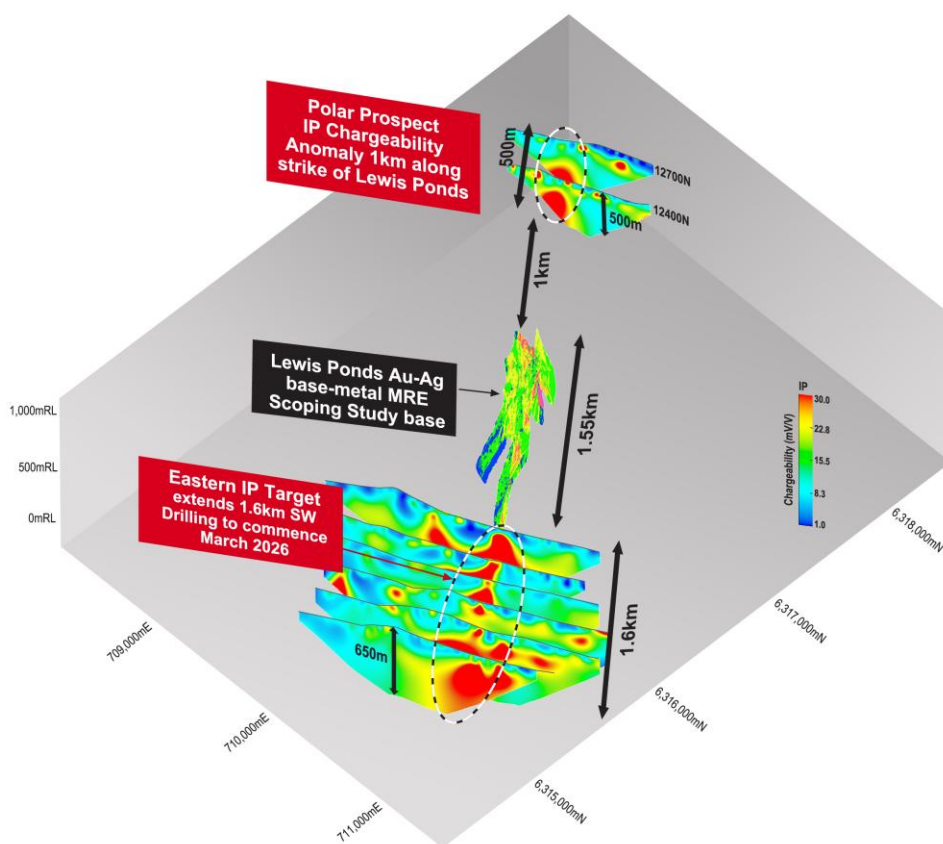 Polar Prospect
IP Chargeability
Anomaly 1km along
strike of Lewis Ponds
500m
12700N
12400N
500m
1km
Lewis Ponds Au-Ag
base-metal MRE
Scoping Study base
1.55km
IP
30.0
22.8
15.5
8.3
1.0
Chargeability (mV/V)
1,000mRL
500mRL
0mRL
Eastern IP Target
extends 1.6km SW
Drilling to commence
March 2026
650m
1.6km
709,000mE
710,000mE
711,000mE
6,315,000mN
6,316,000mN
6,317,000mN
6,318,000mN